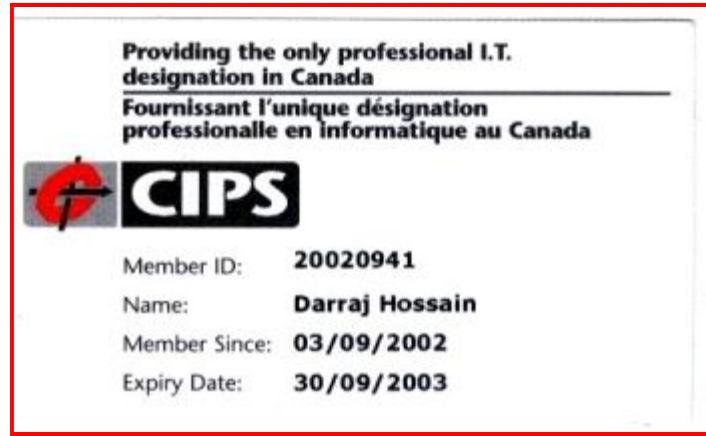 Providing the only professional I.T.
designation in Canada
Fournissant l'unique désignation
professionalle en informatique au Canada
CIPS
Member ID: 20020941
Name: Darraj Hossain
Member Since: 03/09/2002
Expiry Date: 30/09/2003